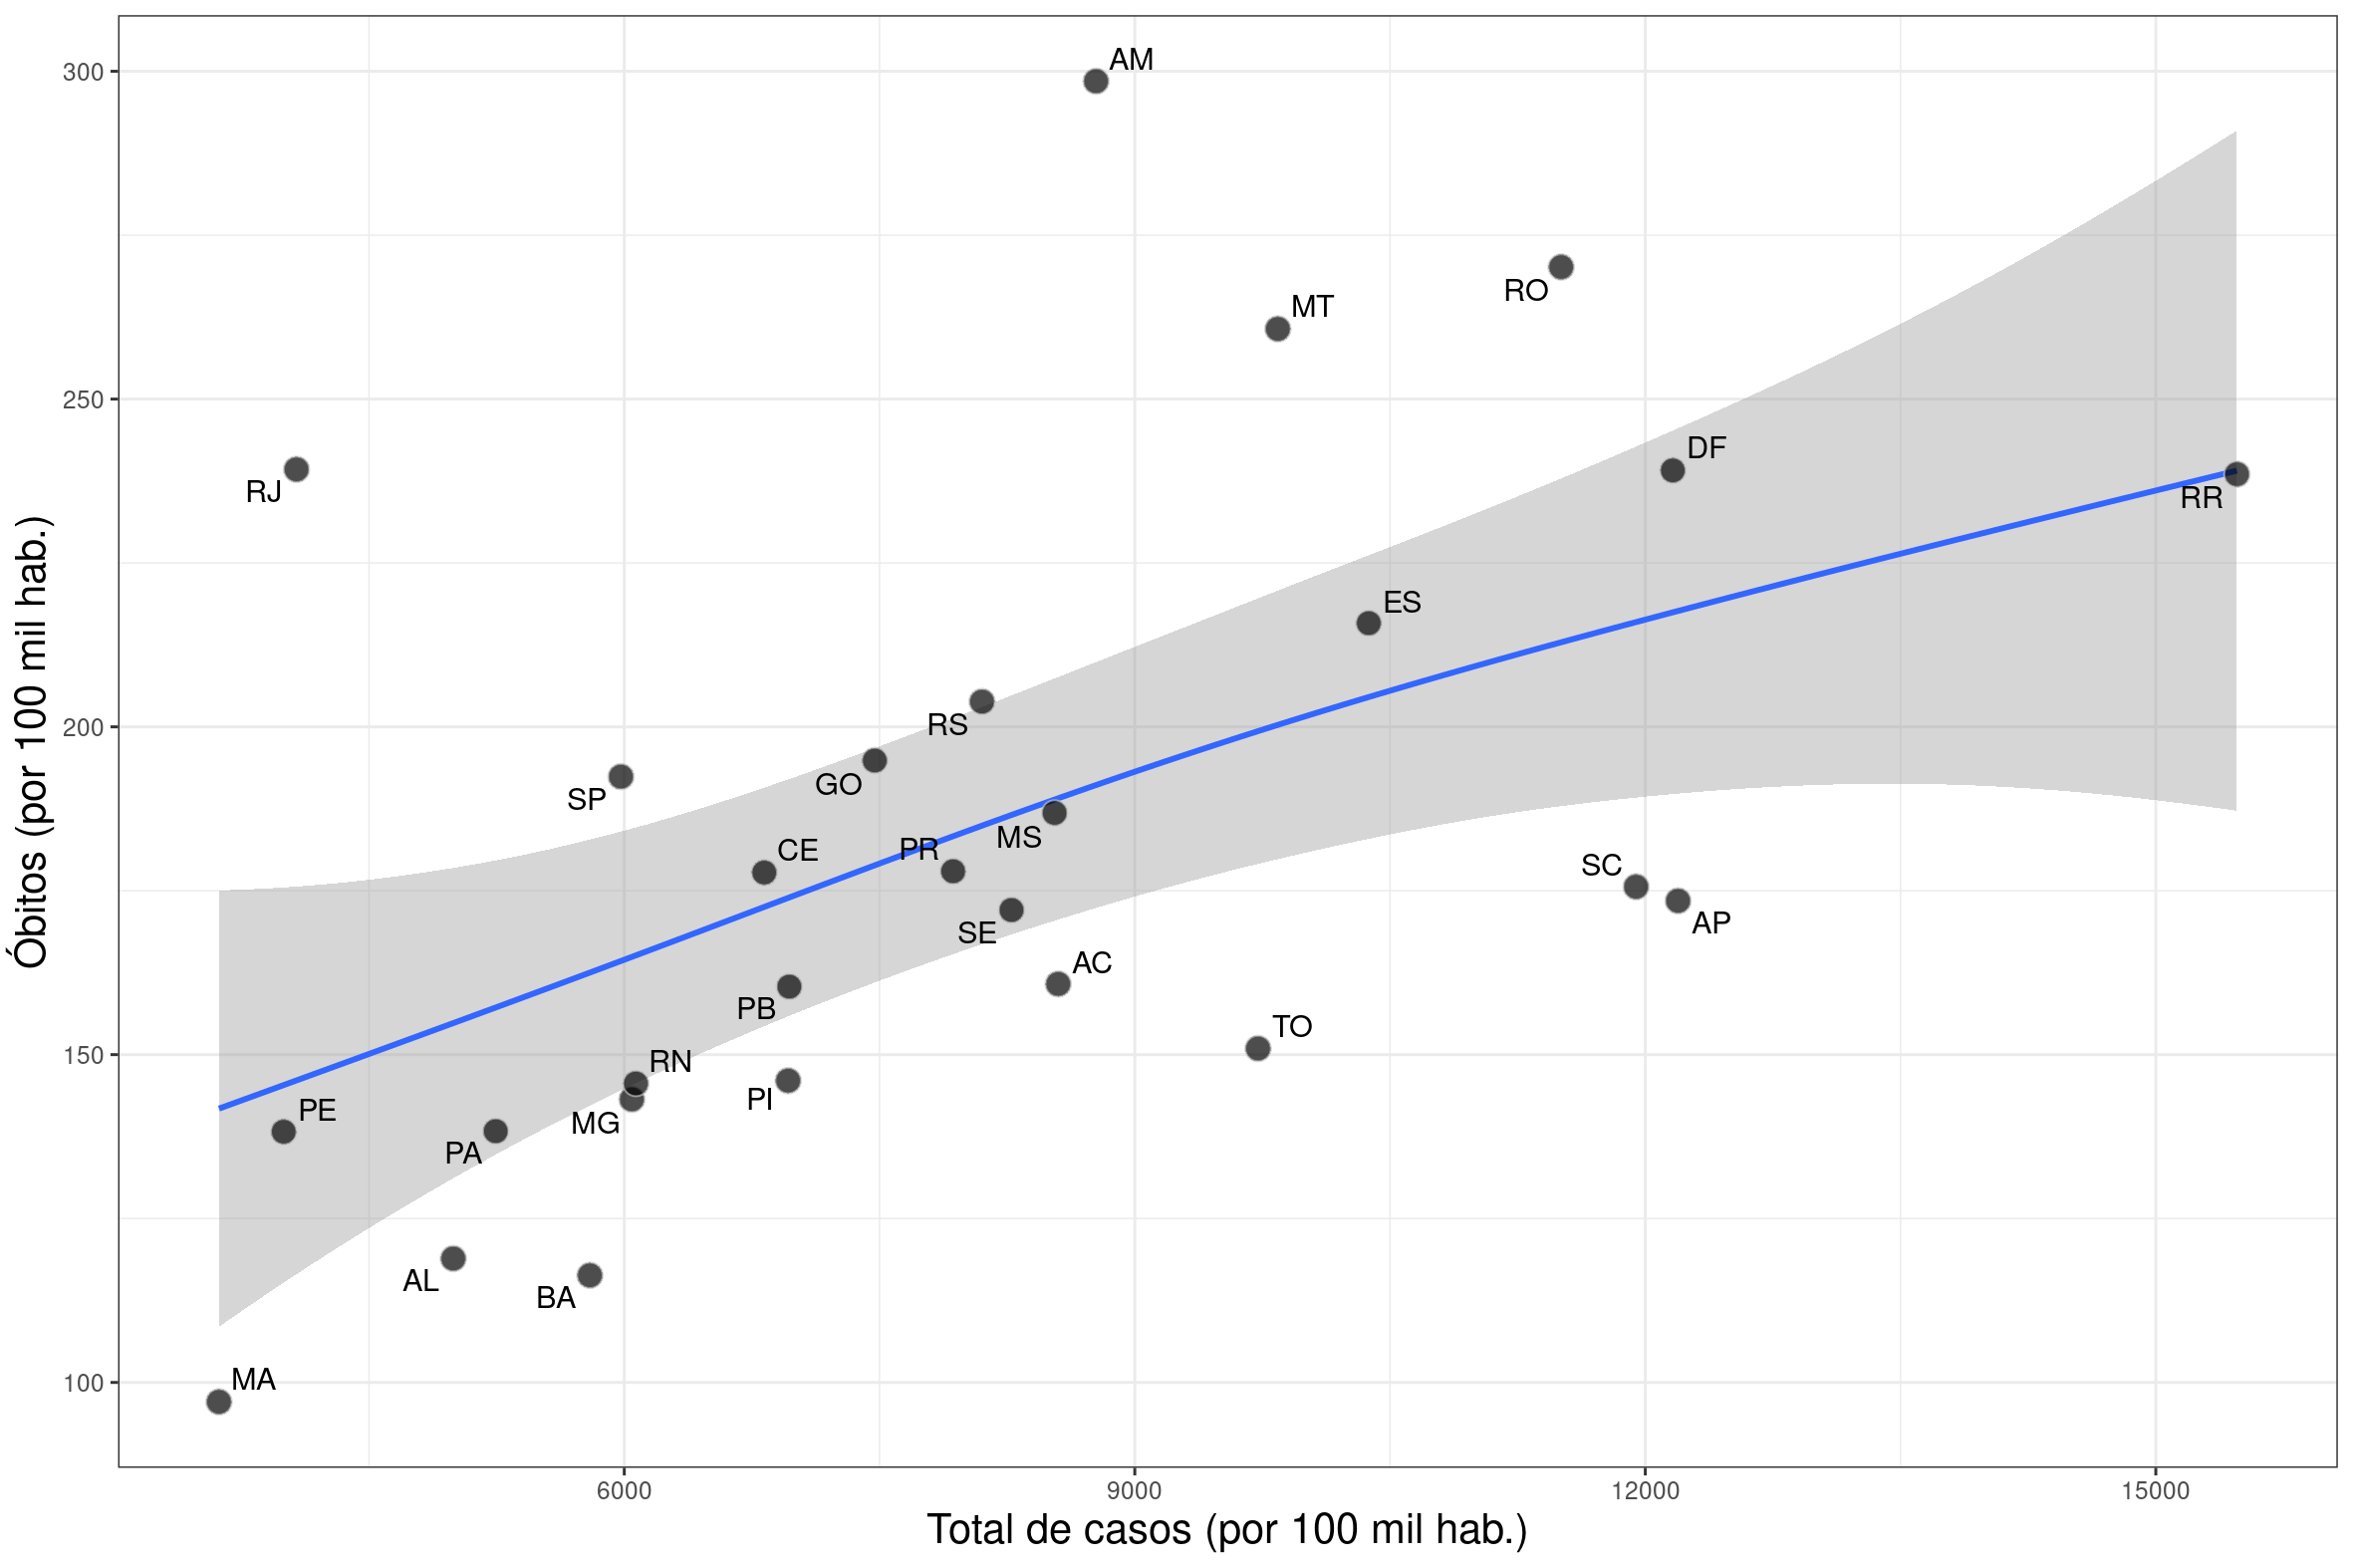 AM
300
RO
MT
250
DF
RJ
RR
ES
RS
200
SP
GO
MS
PR
CE
SC
AP
SE
AC
PB
TO
RN
150
PI
MG
PE
PA
AL
BA
MA
100
6000 9000 12000 15000
Total de casos (por 100 mil hab.)
Óbitos (por 100 mil hab.)